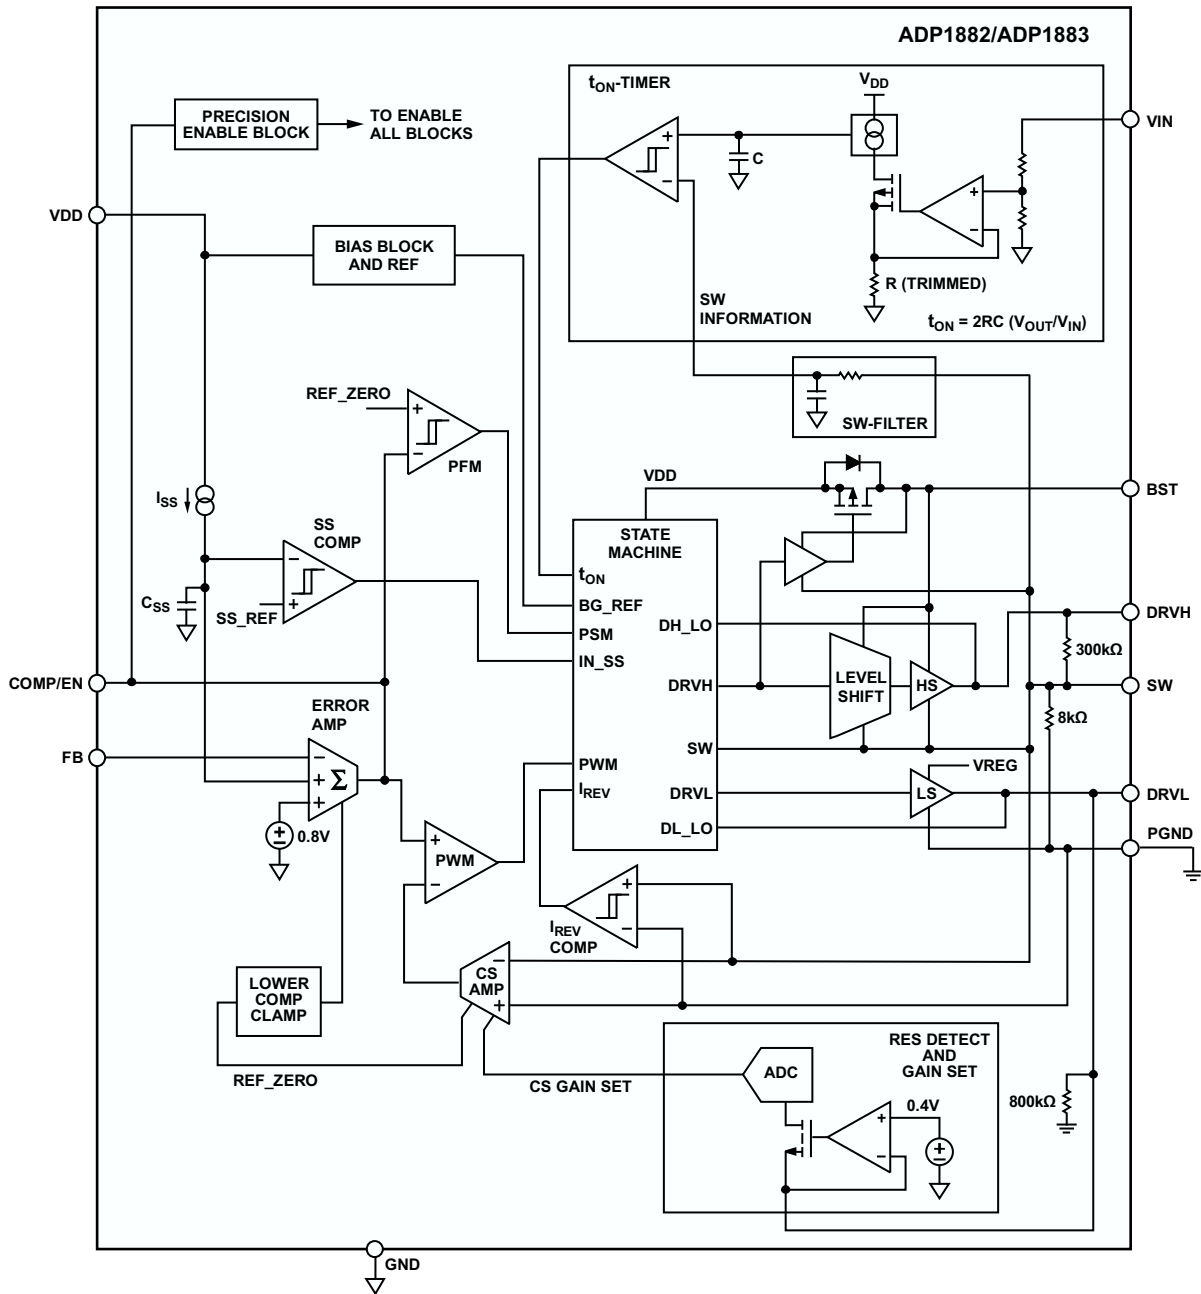 ADP1882/ADP1883
tON-TIMER
VDD
PRECISION
ENABLE BLOCK
TO ENABLE
ALL BLOCKS
VIN
C
+
−
+
−
VDD
BIAS BLOCK
AND REF
R (TRIMMED)
SW
INFORMATION
tON = 2RC (VOUT/VIN)
REF_ZERO
+
−
PFM
SW-FILTER
VDD
BST
ISS
SS
COMP
−
+
CSS
SS_REF
STATE
MACHINE
tON
BG_REF
PSM
IN_SS
PWM
IREV
DH_LO
DRVH
SW
DRVL
DL_LO
LEVEL
SHIFT
HS
DRVH
300kΩ
SW
8kΩ
VREG
LS
DRVL
PGND
COMP/EN
FB
ERROR
AMP
−
+
+
Σ
0.8V
+
−
PWM
+
−
IREV
COMP
CS
AMP
−
+
LOWER
COMP
CLAMP
REF_ZERO
CS GAIN SET
RES DETECT
AND
GAIN SET
ADC
0.4V
+
−
800kΩ
GND